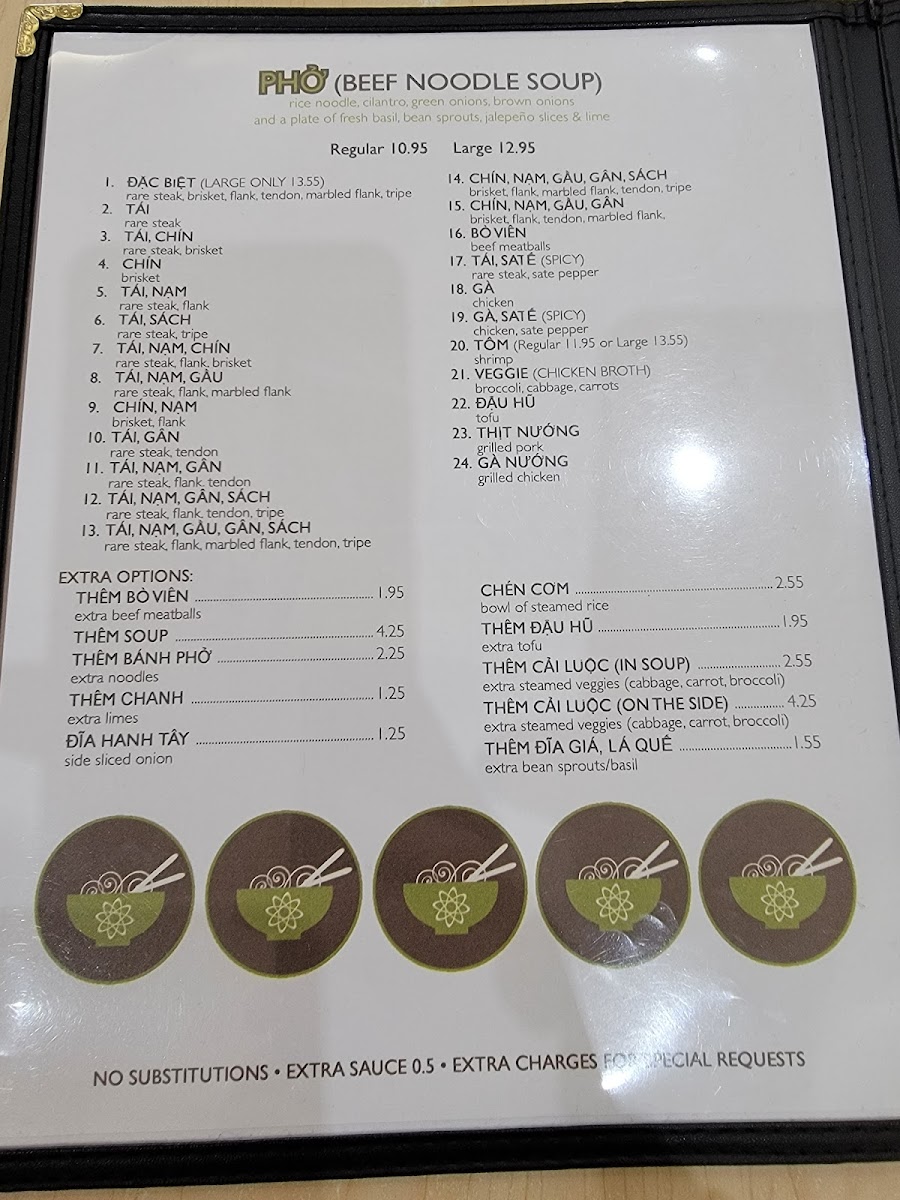 PHỞ (BEEF NOODLE SOUP)
rice noodle, cilantro, green onions, brown onions
and a plate of fresh basil, bean sprouts, jalepeño slices & lime
Regular 10.95 Large 12.95
1. ĐẶC BIỆT (LARGE ONLY 13.55)
rare steak, brisket, flank, tendon, marbled flank, tripe
2. TÁI
rare steak
3. TÁI, CHÍN
rare steak, brisket
4. CHÍN
brisket
5. TÁI, NẠM
rare steak, flank
6. TÁI, SÁCH
rare steak, tripe
7. TÁI, NẠM, CHÍN
rare steak, flank, brisket
8. TÁI, NẠM, GẦU
rare steak, flank, marbled flank
9. CHÍN, NẠM
brisket, flank
10. TÁI, GÂN
rare steak, tendon
11. TÁI, NẠM, GÂN
rare steak, flank, tendon
12. TÁI, NẠM, GÂN, SÁCH
rare steak, flank, tendon, tripe
13. TÁI, NẠM, GẦU, GÂN, SÁCH
rare steak, flank, marbled flank, tendon, tripe
14. CHÍN, NẠM, GẦU, GÂN, SÁCH
brisket, flank, marbled flank, tendon, tripe
15. CHÍN, NẠM, GẦU, GÂN
brisket, flank, tendon, marbled flank,
16. BÒ VIÊN
beef meatballs
17. TÁI, SATÉ (SPICY)
rare steak, sate pepper
18. GÀ
chicken
19. GÀ, SATÉ (SPICY)
chicken, sate pepper
20. TÔM (Regular 11.95 or Large 13.55)
shrimp
21. VEGGIE (CHICKEN BROTH)
broccoli, cabbage, carrots
22. ĐẬU HŨ
tofu
23. THỊT NƯỚNG
grilled pork
24. GÀ NƯỚNG
grilled chicken
EXTRA OPTIONS:
THÊM BÒ VIÊN 1.95
extra beef meatballs
THÊM SOUP 4.25
THÊM BÁNH PHỞ 2.25
extra noodles
THÊM CHANH 1.25
extra limes
ĐĨA HANH TÂY 1.25
side sliced onion
CHÉN CƠM 2.55
bowl of steamed rice
THÊM ĐẬU HŨ 1.95
extra tofu
THÊM CẢI LUỘC (IN SOUP) 2.55
extra steamed veggies (cabbage, carrot, broccoli)
THÊM CẢI LUỘC (ON THE SIDE) 4.25
extra steamed veggies (cabbage, carrot, broccoli)
THÊM ĐĨA GIÁ, LÁ QUẾ 1.55
extra bean sprouts/basil
NO SUBSTITUTIONS • EXTRA SAUCE 0.5 • EXTRA CHARGES FOR SPECIAL REQUESTS